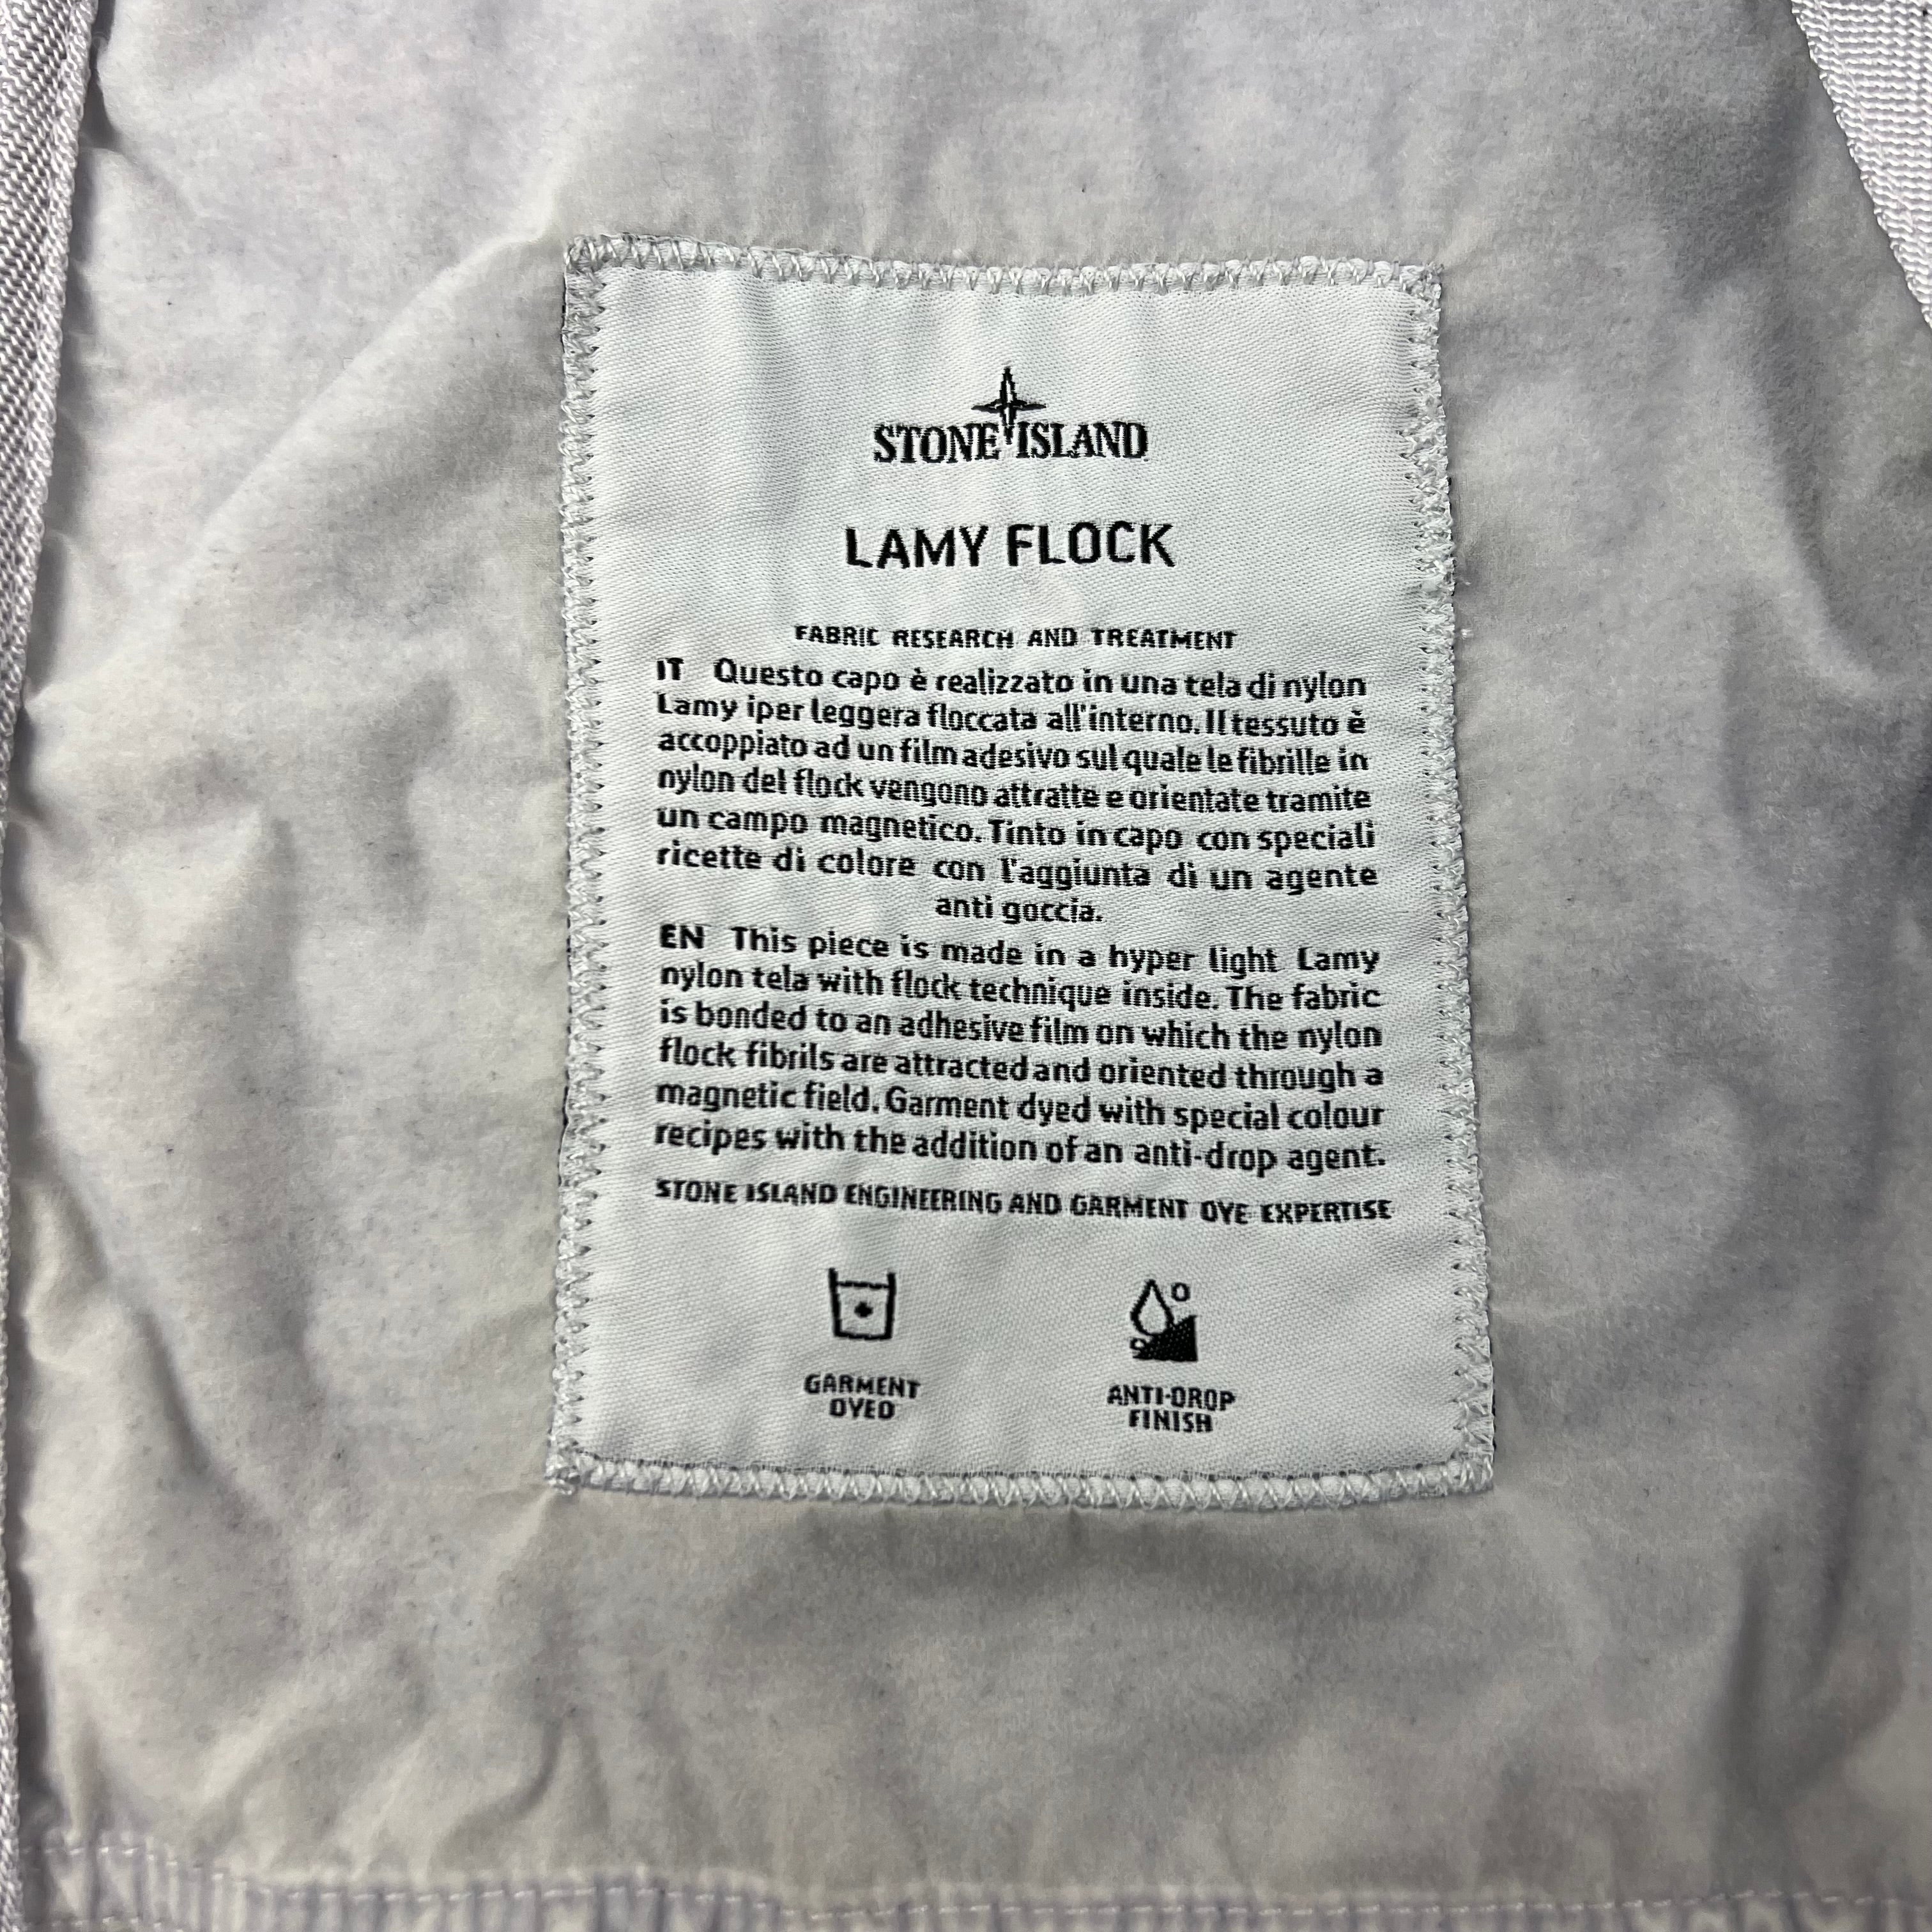 STONE ISLAND
LAMY FLOCK
FABRIC RESEARCH AND TREATMENT
IT Questo capo è realizzato in una tela di nylon
Lamy iper leggera floccata all'interno. Il tessuto è
accoppiato ad un film adesivo sul quale le fibrille in
nylon del flock vengono attratte e orientate tramite
un campo magnetico. Tinto in capo con speciali
ricette di colore con l'aggiunta di un agente
anti goccia.
EN This piece is made in a hyper light Lamy
nylon tela with flock technique inside. The fabric
is bonded to an adhesive film on which the nylon
flock fibrils are attracted and oriented through a
magnetic field. Garment dyed with special colour
recipes with the addition of an anti-drop agent.
STONE ISLAND ENGINEERING AND GARMENT DYE EXPERTISE
GARMENT
DYED
ANTI-DROP
FINISH